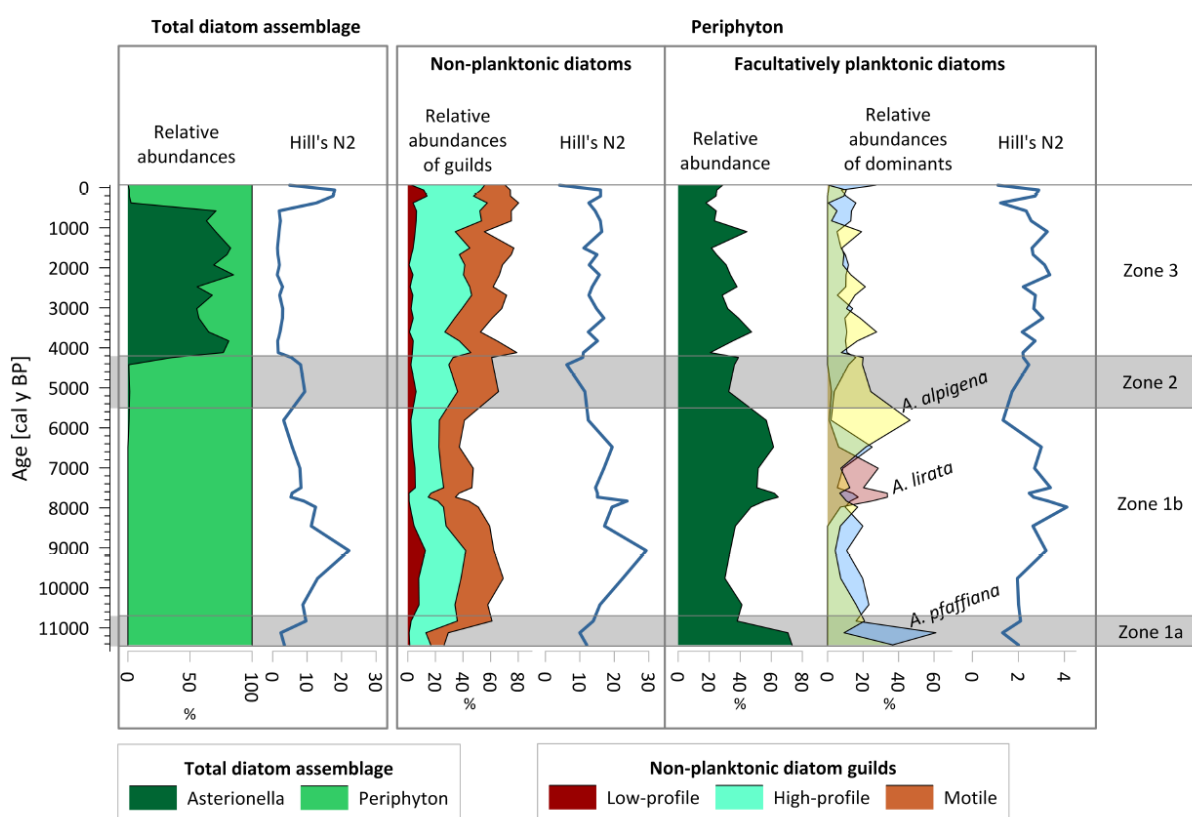 Total diatom assemblage
Periphyton
Non-planktonic diatoms
Facultatively planktonic diatoms
Relative
abundances
Hill's N2
Relative
abundances
of guilds
Hill's N2
Relative
abundance
Relative
abundances
of dominants
Hill's N2
Age [cal y BP]
0
1000
2000
3000
4000
5000
6000
7000
8000
9000
10000
11000
A. alpigena
A. lirata
A. pfaffiana
Zone 3
Zone 2
Zone 1b
Zone 1a
0 50 100
%
0 10 20 30
0 20 40 60 80
%
0 10 20 30
0 20 40 60 80
%
0 20 40 60
%
0 2 4
Total diatom assemblage
Asterionella Periphyton
Non-planktonic diatom guilds
Low-profile High-profile Motile